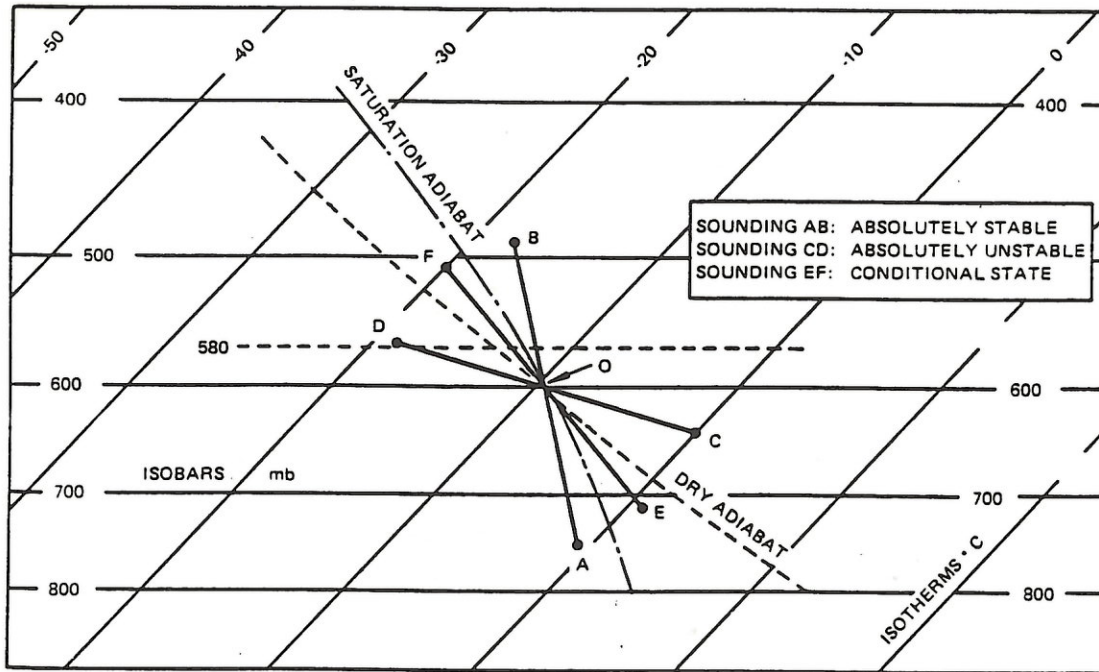 -50
-40
-30
-20
-10
0
SATURATION ADIABAT
400
400
SOUNDING AB: ABSOLUTELY STABLE
SOUNDING CD: ABSOLUTELY UNSTABLE
SOUNDING EF: CONDITIONAL STATE
B
500
F
D
580
O
600
600
C
ISOBARS mb
700
700
E
DRY ADIABAT
A
800
800
ISOTHERMS °C